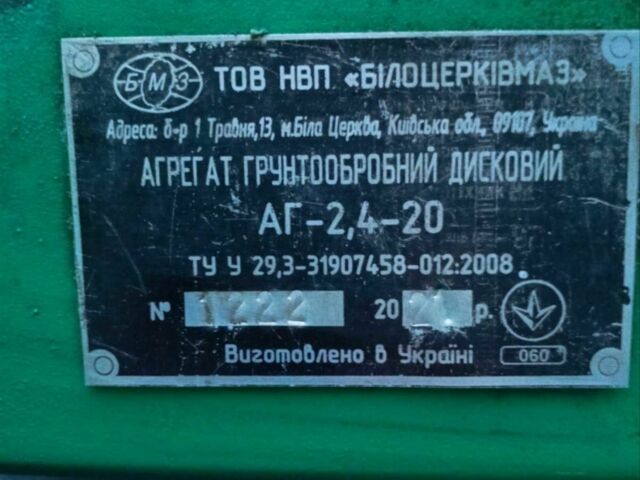 БМЗ ТОВ НВП «БІЛОЦЕРКІВМАЗ»
Адреса: б-р 1 Травня,13, м.Біла Церква, Київська обл., 09107, Україна
АГРЕГАТ ГРУНТООБРОБНИЙ ДИСКОВИЙ
АГ-2,4-20
ТУ У 29,3-31907458-012:2008
№ 1222 2021 р.
Виготовлено в Україні 060